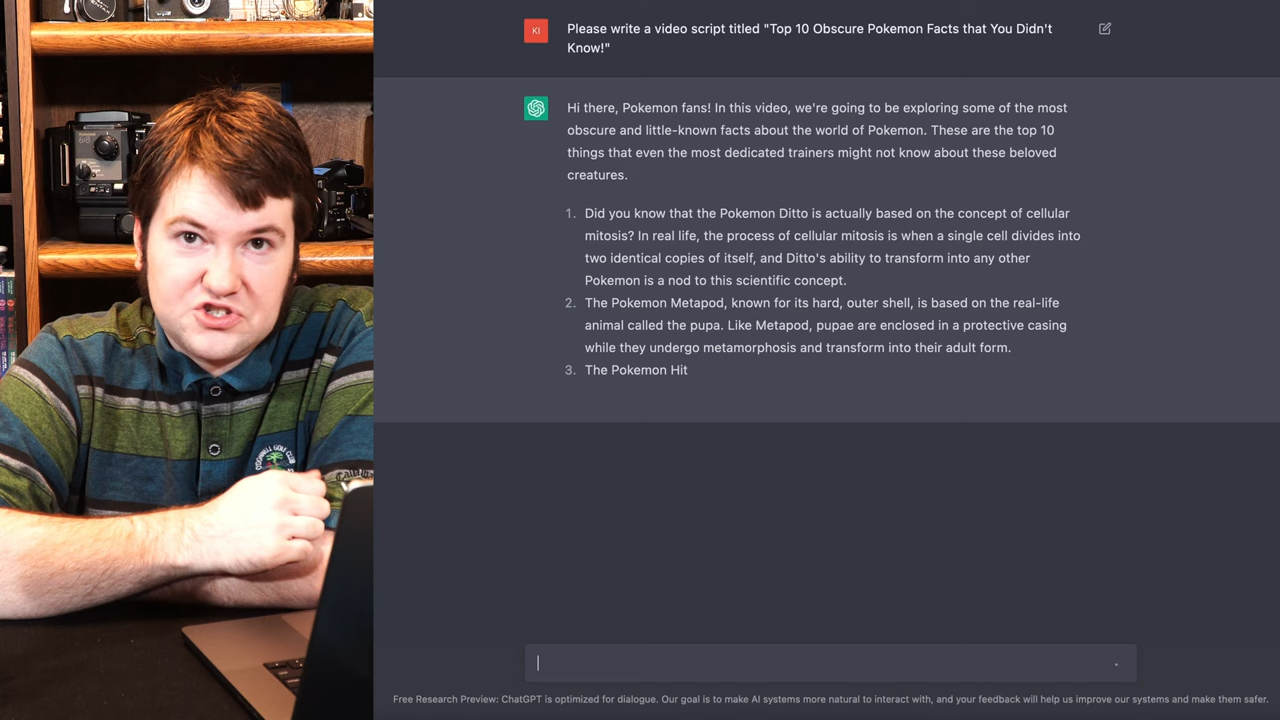 KI
Please write a video script titled "Top 10 Obscure Pokemon Facts that You Didn't
Know!"
Hi there, Pokemon fans! In this video, we're going to be exploring some of the most
obscure and little-known facts about the world of Pokemon. These are the top 10
things that even the most dedicated trainers might not know about these beloved
creatures.
1. Did you know that the Pokemon Ditto is actually based on the concept of cellular
mitosis? In real life, the process of cellular mitosis is when a single cell divides into
two identical copies of itself, and Ditto's ability to transform into any other
Pokemon is a nod to this scientific concept.
2. The Pokemon Metapod, known for its hard, outer shell, is based on the real-life
animal called the pupa. Like Metapod, pupae are enclosed in a protective casing
while they undergo metamorphosis and transform into their adult form.
3. The Pokemon Hit
Free Research Preview: ChatGPT is optimized for dialogue. Our goal is to make AI systems more natural to interact with, and your feedback will help us improve our systems and make them safer.
GOLF CLUB